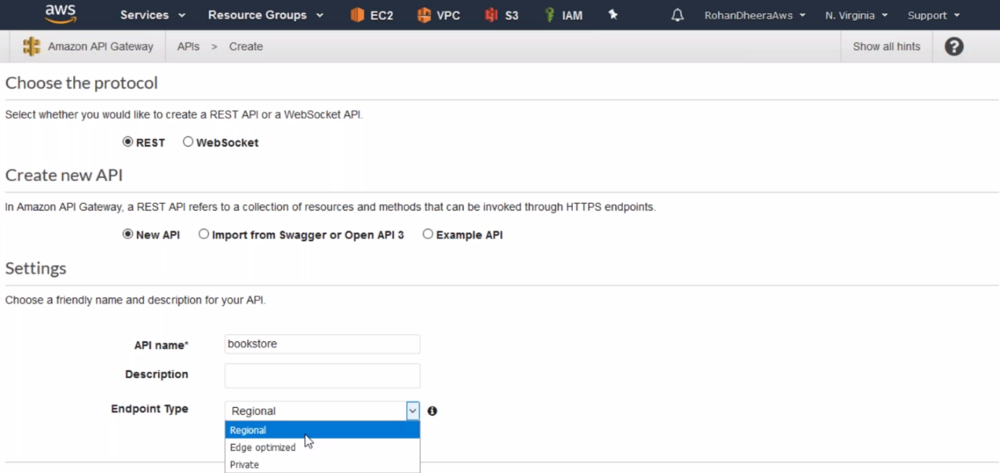 aws Services Resource Groups EC2 VPC S3 IAM RohanDheeraAws N. Virginia Support
Amazon API Gateway APIs > Create Show all hints ?
Choose the protocol
Select whether you would like to create a REST API or a WebSocket API.
REST WebSocket
Create new API
In Amazon API Gateway, a REST API refers to a collection of resources and methods that can be invoked through HTTPS endpoints.
New API Import from Swagger or Open API 3 Example API
Settings
Choose a friendly name and description for your API.
API name* bookstore
Description
Endpoint Type Regional
Regional
Edge optimized
Private